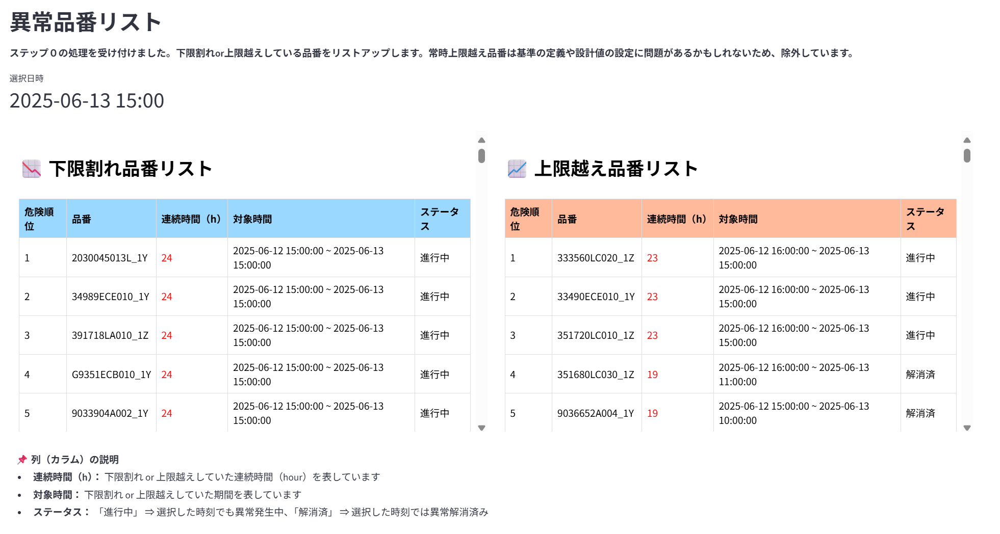 異常品番リスト
ステップ０の処理を受け付けました。下限割れor上限越えしている品番をリストアップします。常時上限越え品番は基準の定義や設計値の設定に問題があるかもしれないため、除外しています。
選択日時
2025-06-13 15:00
下限割れ品番リスト
危険順位 品番 連続時間（h） 対象時間 ステータス
1 2030045013L_1Y 24 2025-06-12 15:00:00 ~ 2025-06-13 15:00:00 進行中
2 34989ECE010_1Y 24 2025-06-12 15:00:00 ~ 2025-06-13 15:00:00 進行中
3 391718LA010_1Z 24 2025-06-12 15:00:00 ~ 2025-06-13 15:00:00 進行中
4 G9351ECB010_1Y 24 2025-06-12 15:00:00 ~ 2025-06-13 15:00:00 進行中
5 9033904A002_1Y 24 2025-06-12 15:00:00 ~ 2025-06-13 15:00:00 進行中
上限越え品番リスト
危険順位 品番 連続時間（h） 対象時間 ステータス
1 333560LC020_1Z 23 2025-06-12 16:00:00 ~ 2025-06-13 15:00:00 進行中
2 33490ECE010_1Y 23 2025-06-12 16:00:00 ~ 2025-06-13 15:00:00 進行中
3 351720LC010_1Z 23 2025-06-12 16:00:00 ~ 2025-06-13 15:00:00 進行中
4 351680LC030_1Z 19 2025-06-12 16:00:00 ~ 2025-06-13 11:00:00 解消済
5 9036652A004_1Y 19 2025-06-12 15:00:00 ~ 2025-06-13 10:00:00 解消済
列（カラム）の説明
• 連続時間（h）： 下限割れ or 上限越えしていた連続時間（hour）を表しています
• 対象時間： 下限割れ or 上限越えしていた期間を表しています
• ステータス： 「進行中」 ⇒ 選択した時刻でも異常発生中、「解消済」 ⇒ 選択した時刻では異常解消済み